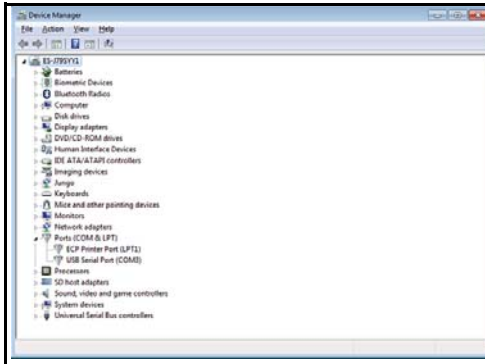 Device Manager
File Action View Help
ES-J79SYY1
Batteries
Biometric Devices
Bluetooth Radios
Computer
Disk drives
Display adapters
DVD/CD-ROM drives
Human Interface Devices
IDE ATA/ATAPI controllers
Imaging devices
Jungo
Keyboards
Mice and other pointing devices
Monitors
Network adapters
Ports (COM & LPT)
ECP Printer Port (LPT1)
USB Serial Port (COM3)
Processors
SD host adapters
Sound, video and game controllers
System devices
Universal Serial Bus controllers